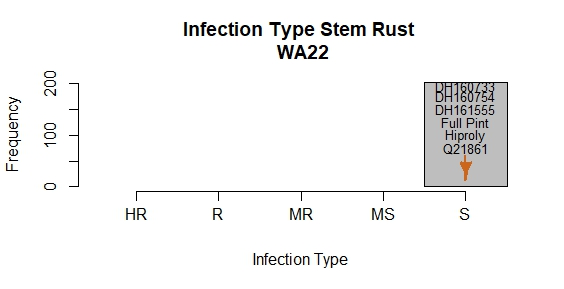 Infection Type Stem Rust
WA22
Frequency
200
100
0
DH160733
DH160754
DH161555
Full Pint
Hiproly
Q21861
HR R MR MS S
Infection Type